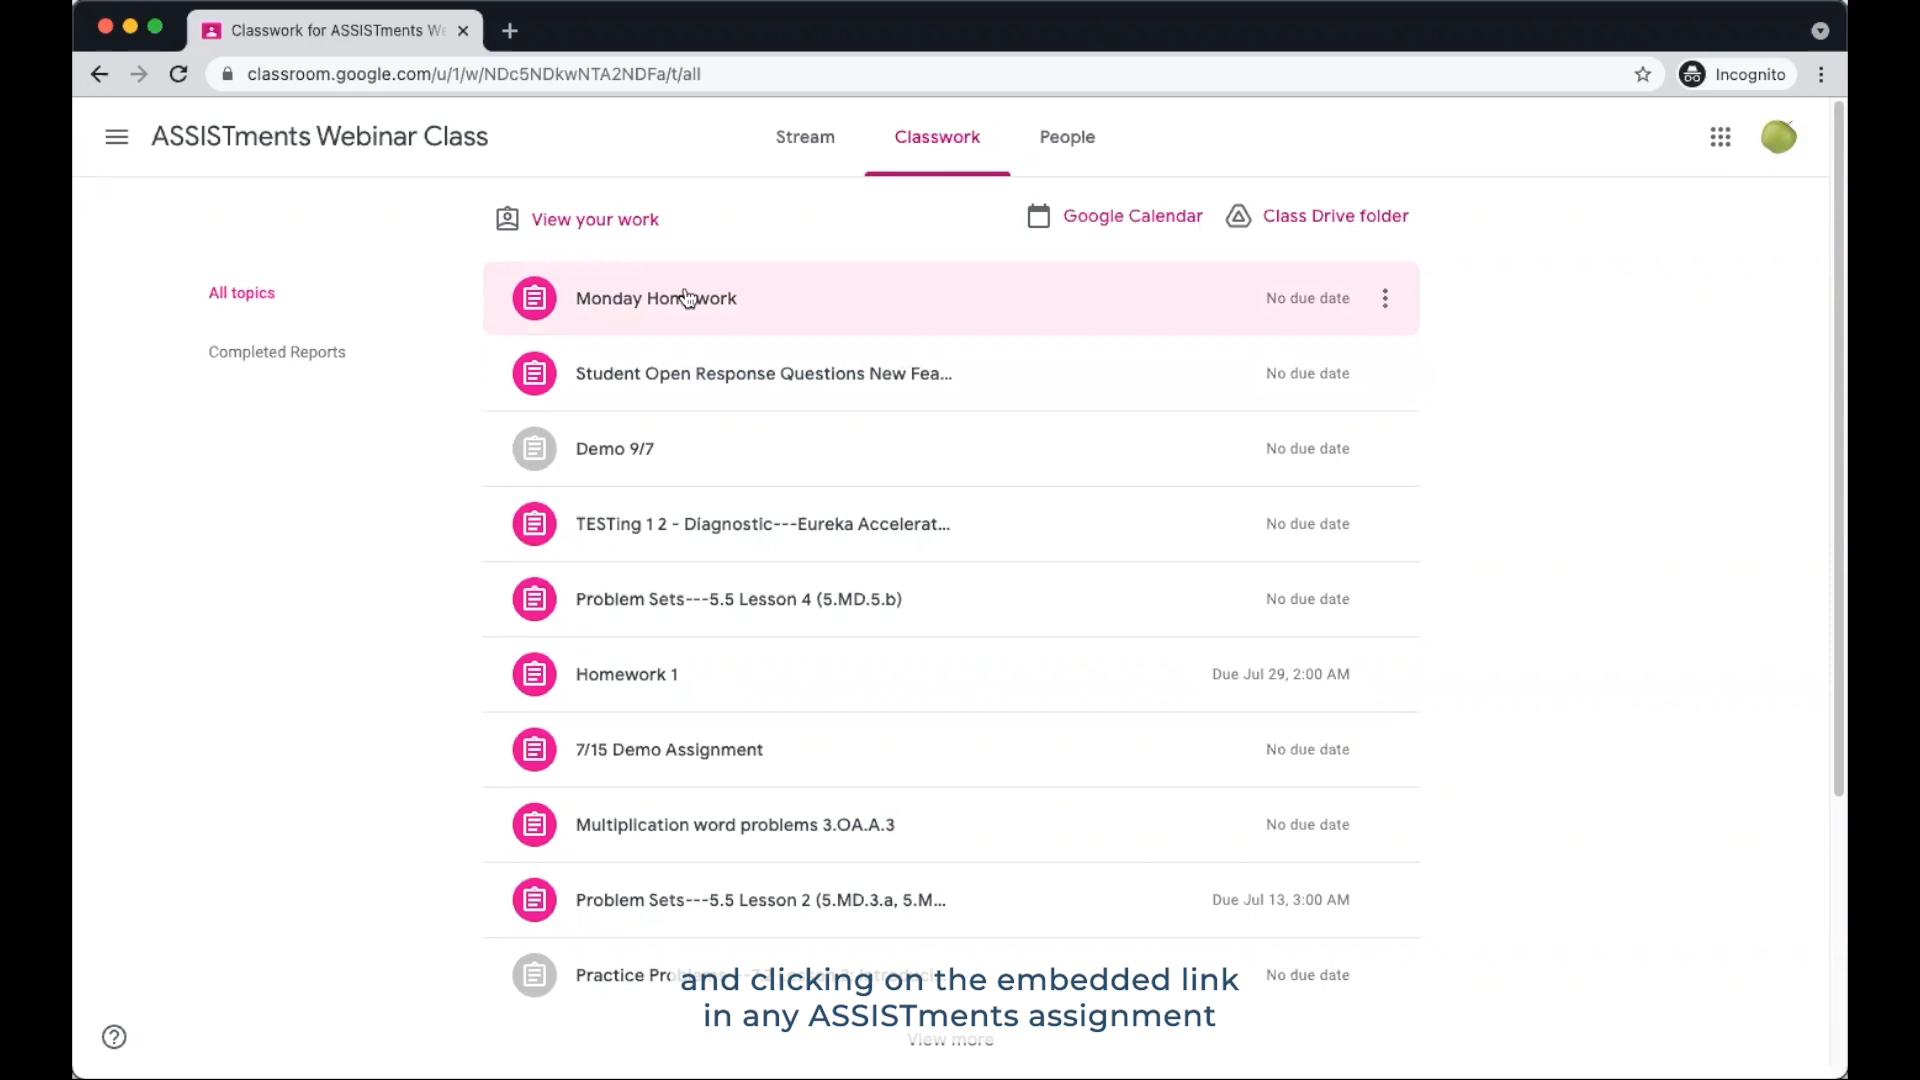 Classwork for ASSISTments We
classroom.google.com/u/1/w/NDc5NDkwNTA2NDFa/t/all
Incognito
ASSISTments Webinar Class
Stream
Classwork
People
View your work
Google Calendar
Class Drive folder
All topics
Completed Reports
Monday Homework
No due date
Student Open Response Questions New Fea...
No due date
Demo 9/7
No due date
TESTing 1 2 - Diagnostic---Eureka Accelerat...
No due date
Problem Sets---5.5 Lesson 4 (5.MD.5.b)
No due date
Homework 1
Due Jul 29, 2:00 AM
7/15 Demo Assignment
No due date
Multiplication word problems 3.OA.A.3
No due date
Problem Sets---5.5 Lesson 2 (5.MD.3.a, 5.M...
Due Jul 13, 3:00 AM
Practice Problems
No due date
and clicking on the embedded link
in any ASSISTments assignment
View more